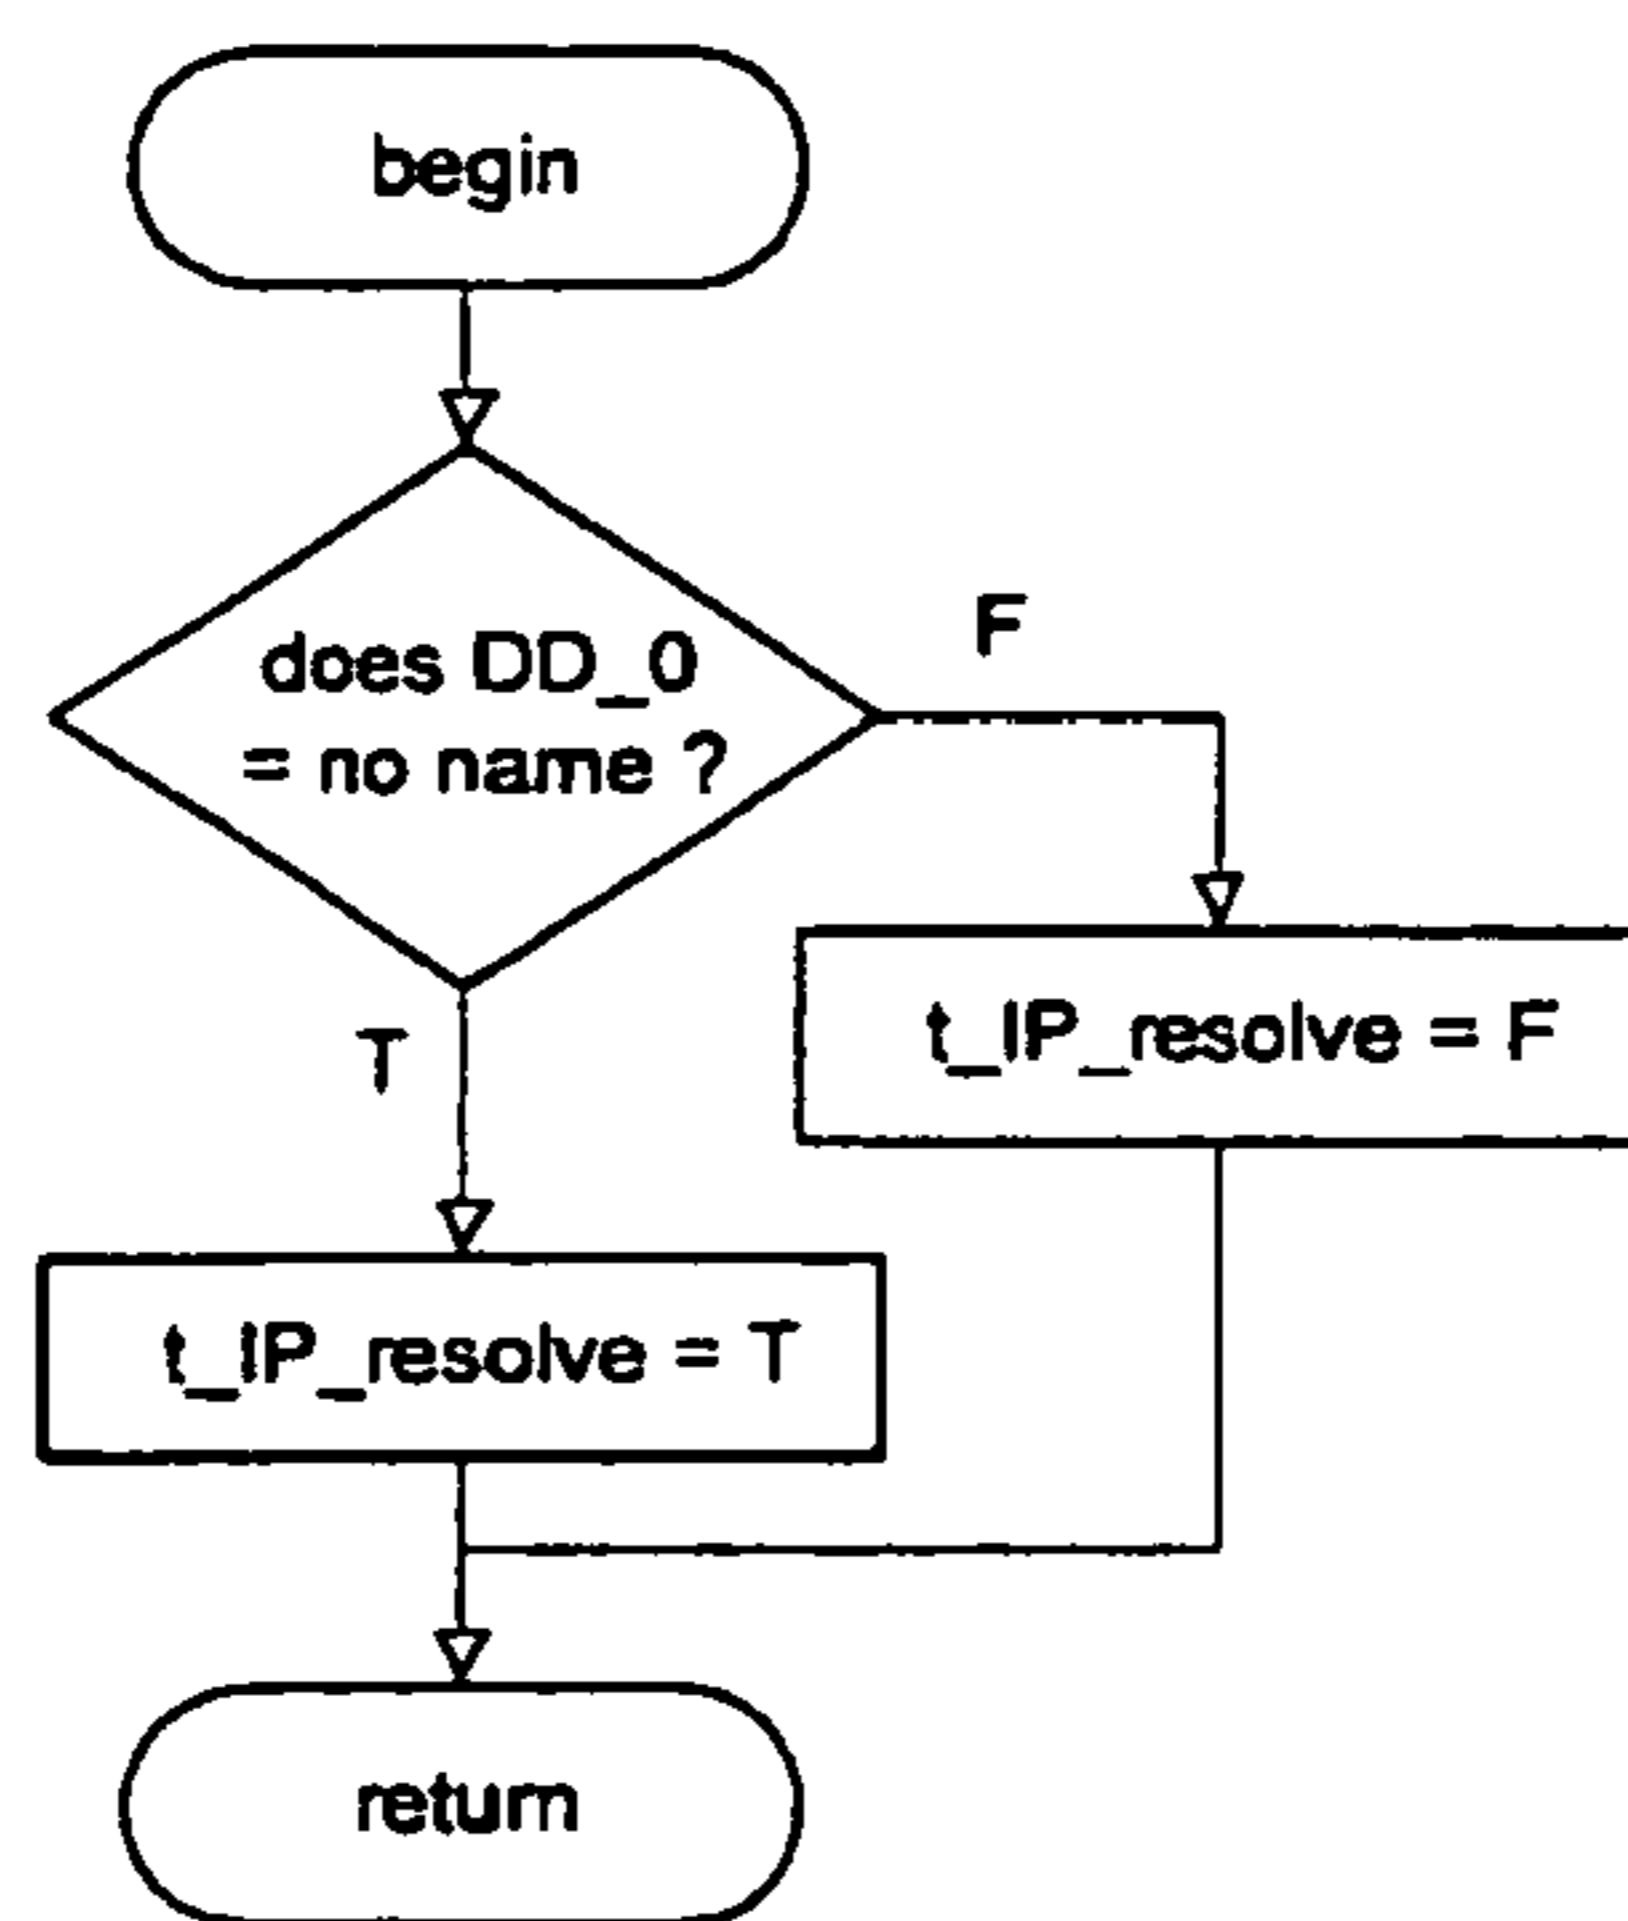 begin
does DD_0
= no name ?
F
t_IP_resolve = F
T
t_IP_resolve = T
return